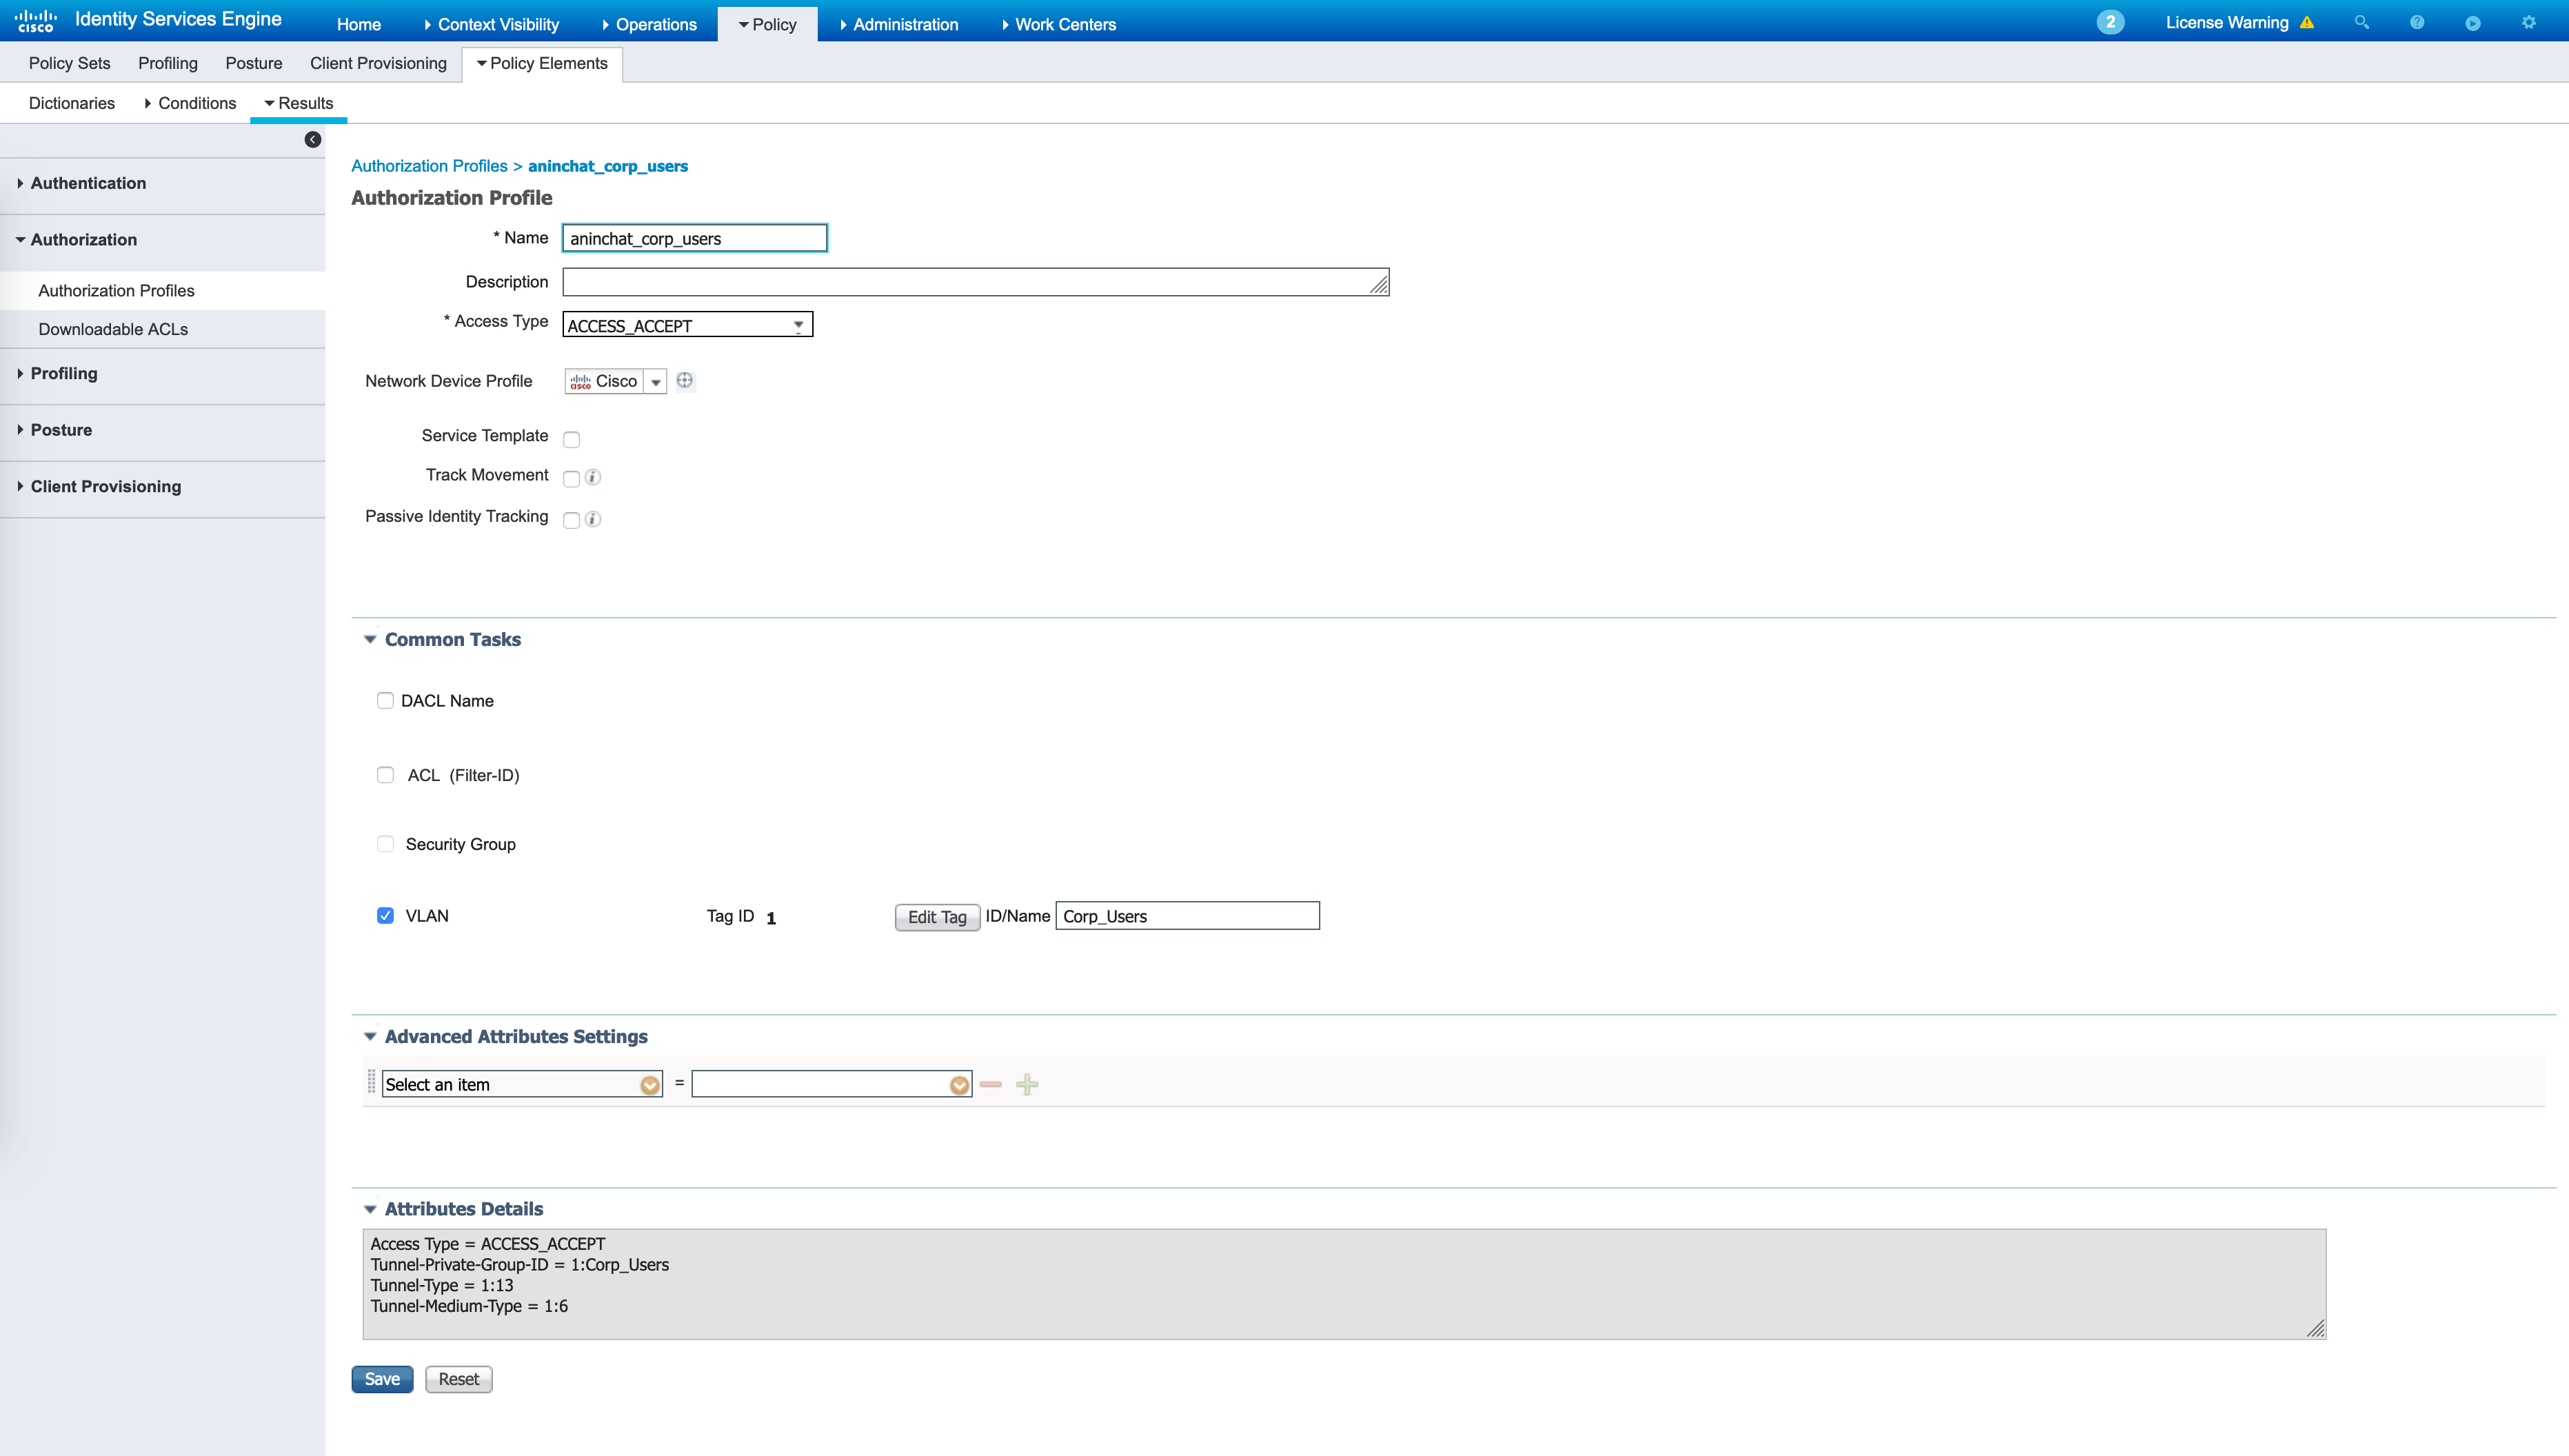 cisco Identity Services Engine Home Context Visibility Operations Policy Administration Work Centers 2 License Warning
Policy Sets Profiling Posture Client Provisioning Policy Elements
Dictionaries Conditions Results
Authentication
Authorization
Authorization Profiles
Downloadable ACLs
Profiling
Posture
Client Provisioning
Authorization Profiles > aninchat_corp_users
Authorization Profile
* Name aninchat_corp_users
Description
* Access Type ACCESS_ACCEPT
Network Device Profile cisco Cisco
Service Template
Track Movement i
Passive Identity Tracking i
Common Tasks
DACL Name
ACL (Filter-ID)
Security Group
VLAN Tag ID 1 Edit Tag ID/Name Corp_Users
Advanced Attributes Settings
Select an item =
Attributes Details
Access Type = ACCESS_ACCEPT
Tunnel-Private-Group-ID = 1:Corp_Users
Tunnel-Type = 1:13
Tunnel-Medium-Type = 1:6
Save Reset